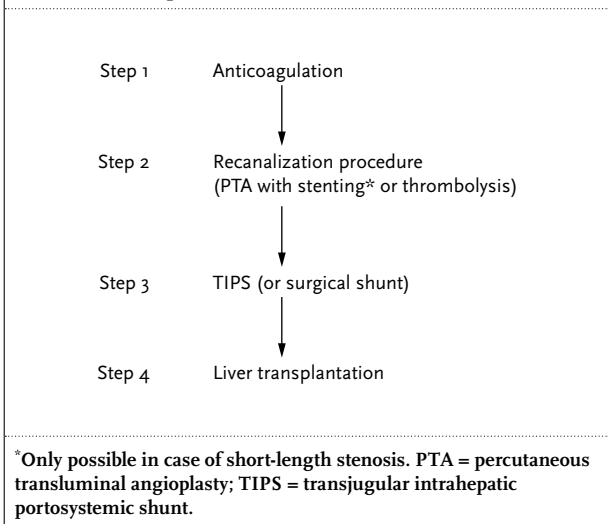 Step 1 Anticoagulation
Step 2 Recanalization procedure
(PTA with stenting* or thrombolysis)
Step 3 TIPS (or surgical shunt)
Step 4 Liver transplantation
*Only possible in case of short-length stenosis. PTA = percutaneous
transluminal angioplasty; TIPS = transjugular intrahepatic
portosystemic shunt.